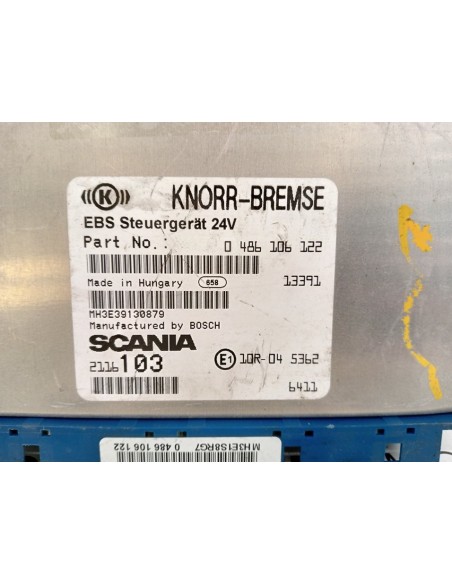 ((K)) KNORR-BREMSE
EBS Steuergerät 24V
Part No.: 0 486 106 122
Made in Hungary 658 13391
MH3E39130879
Manufactured by BOSCH
SCANIA
2116103 E1 10R-04 5362
6411
MH3E1S8RG7
0 486 106 122